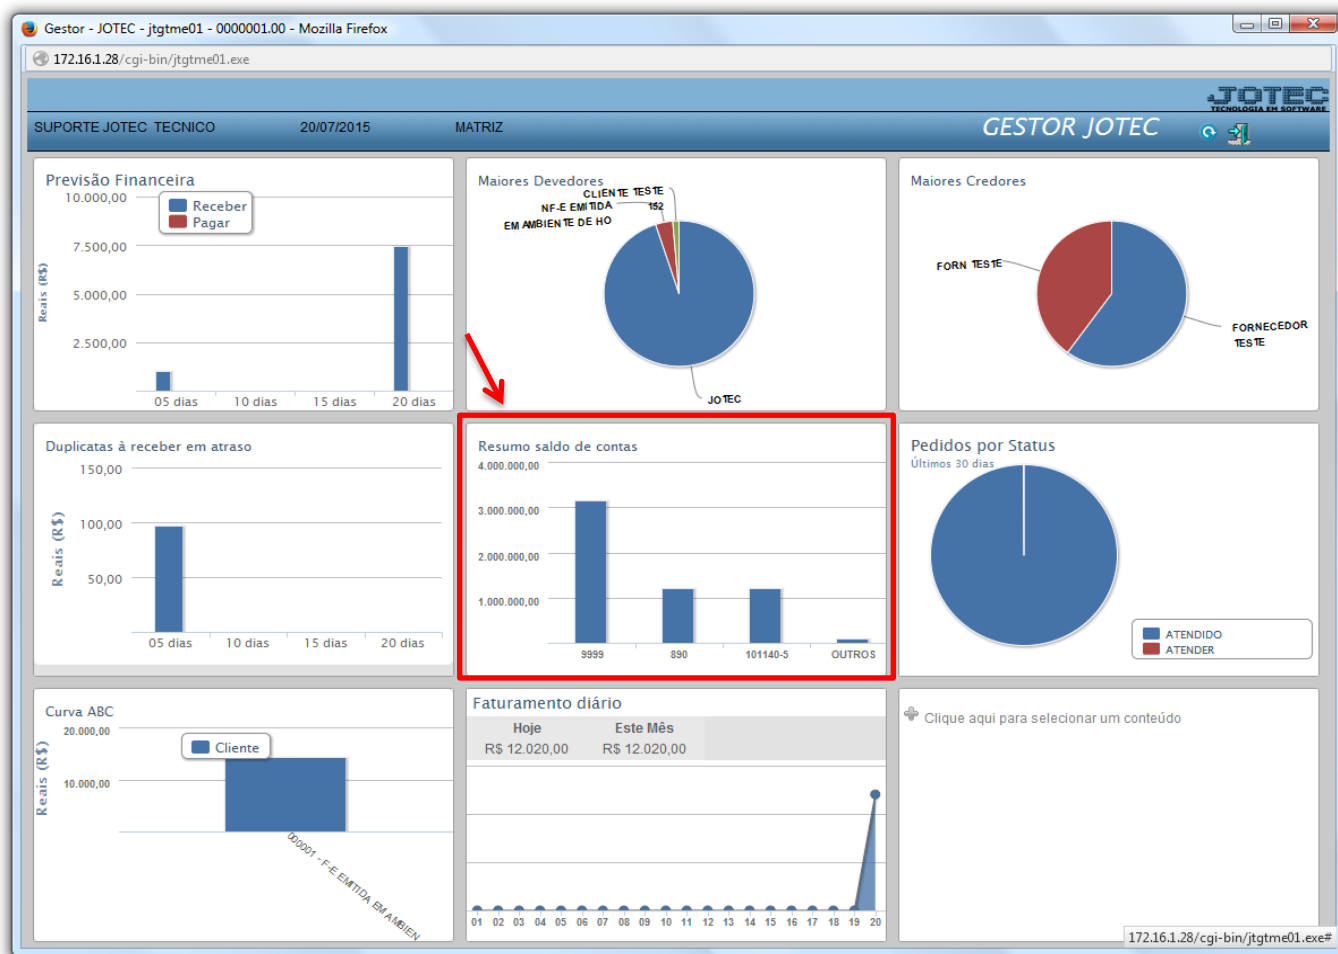 Gestor - JOTEC - jtgtme01 - 0000001.00 - Mozilla Firefox
172.16.1.28/cgi-bin/jtgtme01.exe
JOTEC
TECNOLOGIA EM SOFTWARE
SUPORTE JOTEC TECNICO 20/07/2015 MATRIZ GESTOR JOTEC
Previsão Financeira
10.000,00
Receber
Pagar
7.500,00
5.000,00
2.500,00
Reais (R$)
05 dias 10 dias 15 dias 20 dias
Maiores Devedores
CLIENTE TESTE
152
NF-E EMITIDA
EM AMBIENTE DE HO
JOTEC
Maiores Credores
FORN TESTE
FORNECEDOR
TESTE
Duplicatas à receber em atraso
150,00
100,00
50,00
Reais (R$)
05 dias 10 dias 15 dias 20 dias
Resumo saldo de contas
4.000.000,00
3.000.000,00
2.000.000,00
1.000.000,00
9999 890 101140-5 OUTROS
Pedidos por Status
Últimos 30 dias
ATENDIDO
ATENDER
Curva ABC
20.000,00
Cliente
10.000,00
Reais (R$)
000001 - F-E EMITIDA EM AMBIEN
Faturamento diário
Hoje Este Mês
R$ 12.020,00 R$ 12.020,00
01 02 03 04 05 06 07 08 09 10 11 12 13 14 15 16 17 18 19 20
Clique aqui para selecionar um conteúdo
172.16.1.28/cgi-bin/jtgtme01.exe#